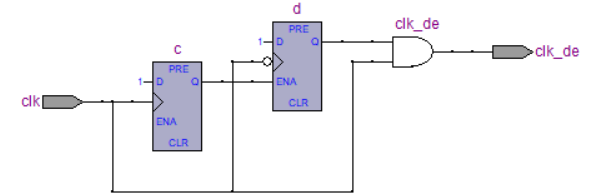 d
PRE
1 D Q
ENA
CLR
c
PRE
1 D Q
ENA
CLR
clk
clk_de
clk_de